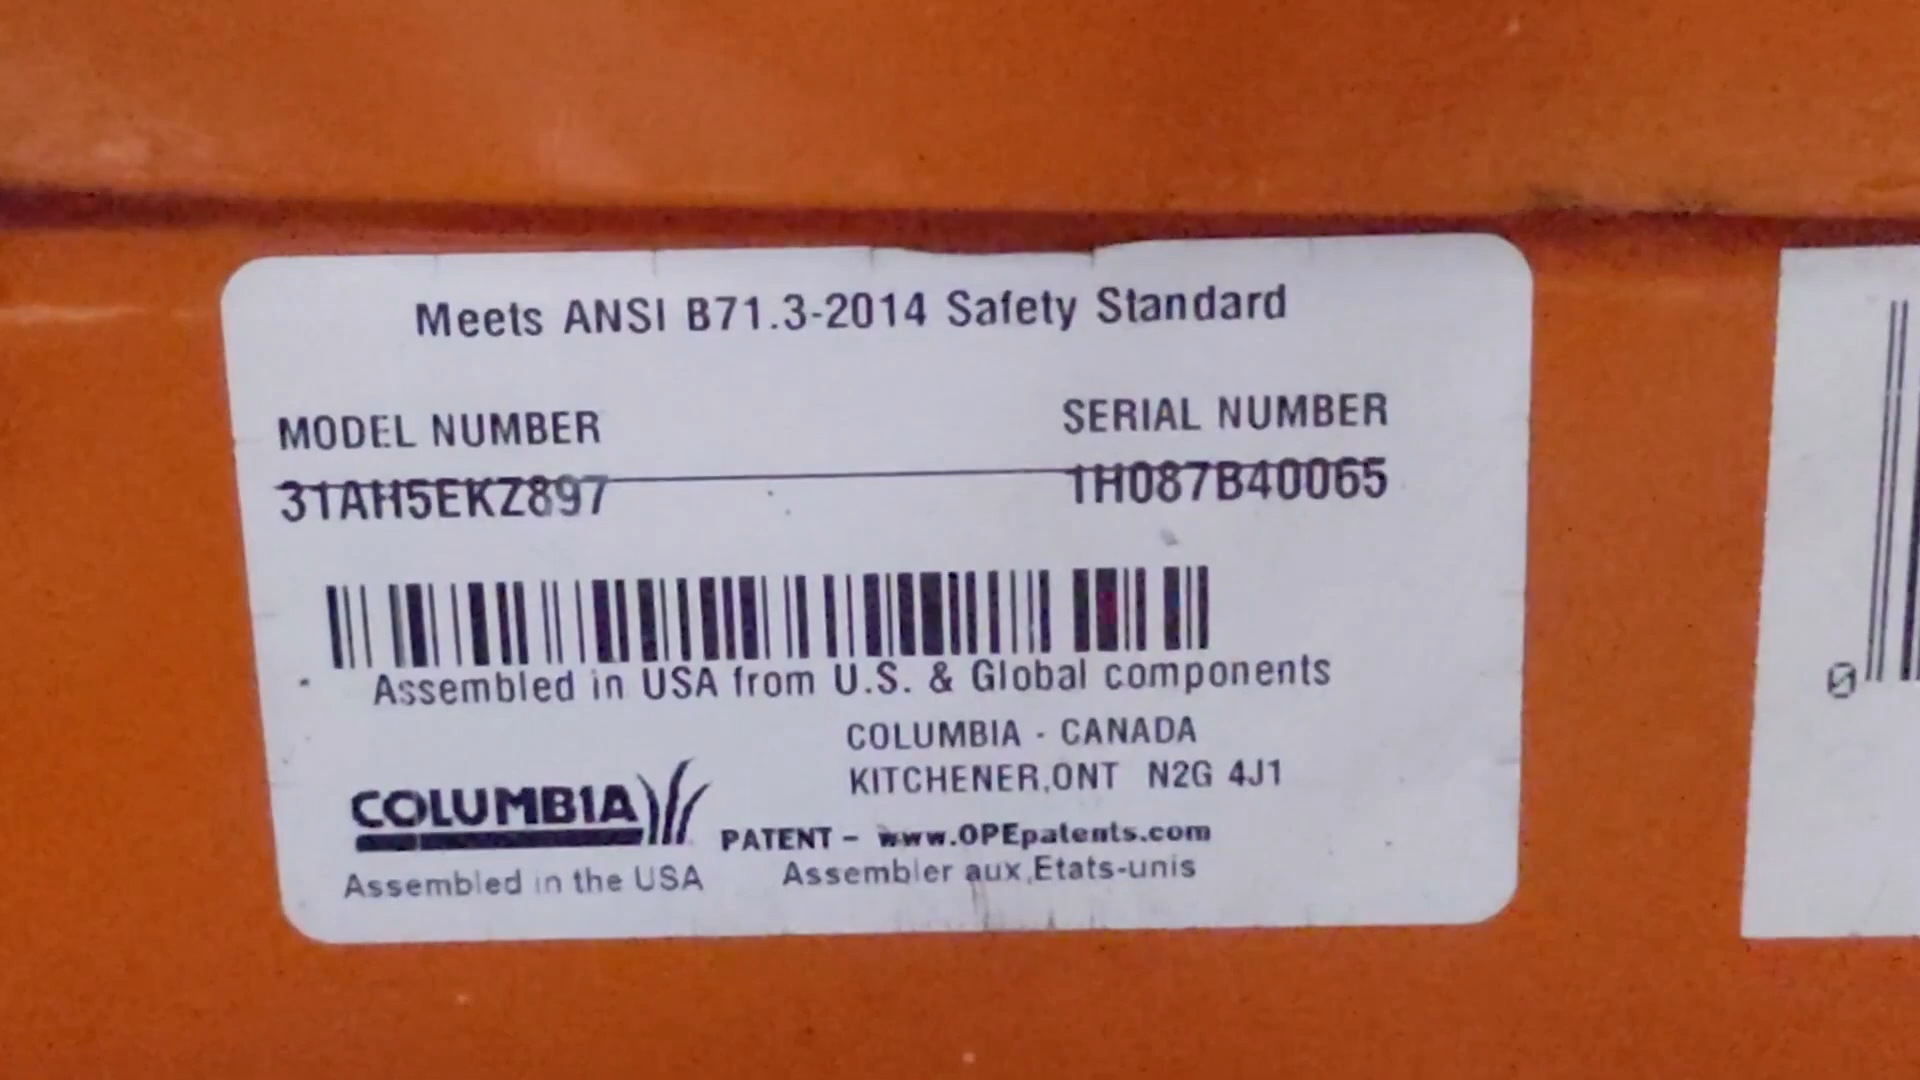 Meets ANSI B71.3-2014 Safety Standard
MODEL NUMBER SERIAL NUMBER
31AH5EKZ897 1H087B40065
Assembled in USA from U.S. & Global components
COLUMBIA - CANADA
KITCHENER,ONT N2G 4J1
COLUMBIA
PATENT - www.OPEpatents.com
Assembled in the USA Assembler aux Etats-unis
0